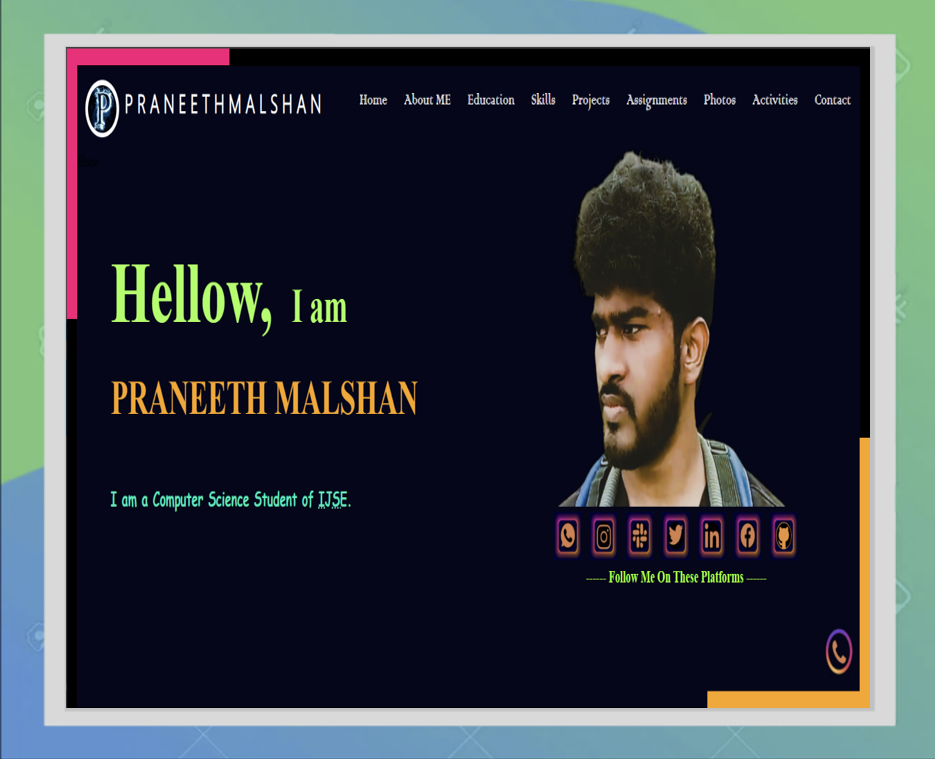 PRANEETHMALSHAN
Home About ME Education Skills Projects Assignments Photos Activities Contact
Hellow, I am
PRANEETH MALSHAN
I am a Computer Science Student of IJSE.
------ Follow Me On These Platforms ------